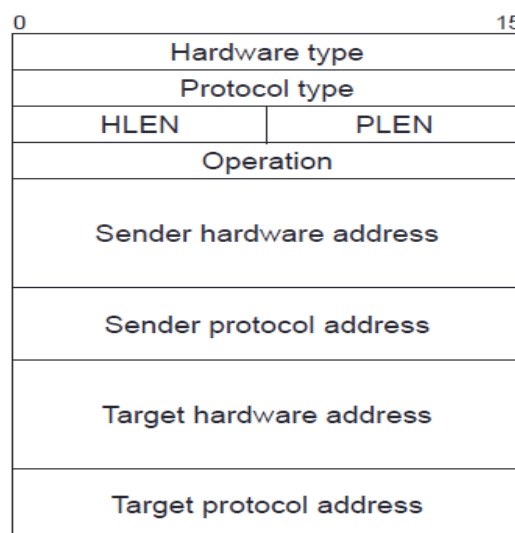 0 15
Hardware type
Protocol type
HLEN PLEN
Operation
Sender hardware address
Sender protocol address
Target hardware address
Target protocol address